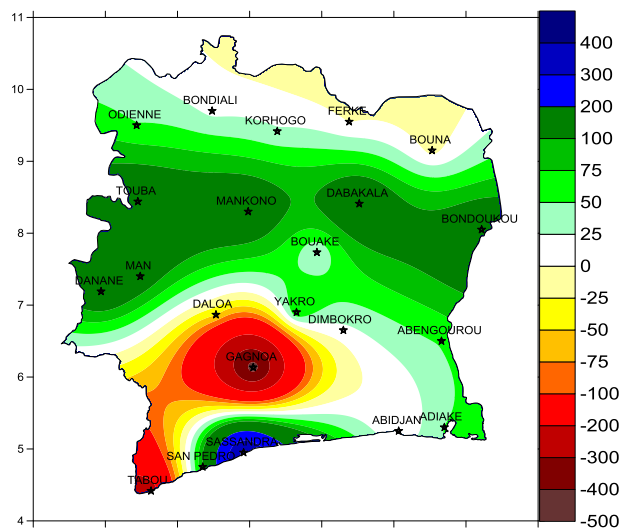 11
10
9
8
7
6
5
4
BONDIALI
ODIENNE
KORHOGO
FERKE
BOUNA
TOUBA
MANKONO
DABAKALA
BONDOUKOU
BOUAKE
MAN
DANANE
DALOA
YAKRO
DIMBOKRO
ABENGOUROU
GAGNOA
ABIDJAN
ADIAKE
SASSANDRA
SAN PEDRO
TABOU
400
300
200
100
75
50
25
0
-25
-50
-75
-100
-200
-300
-400
-500